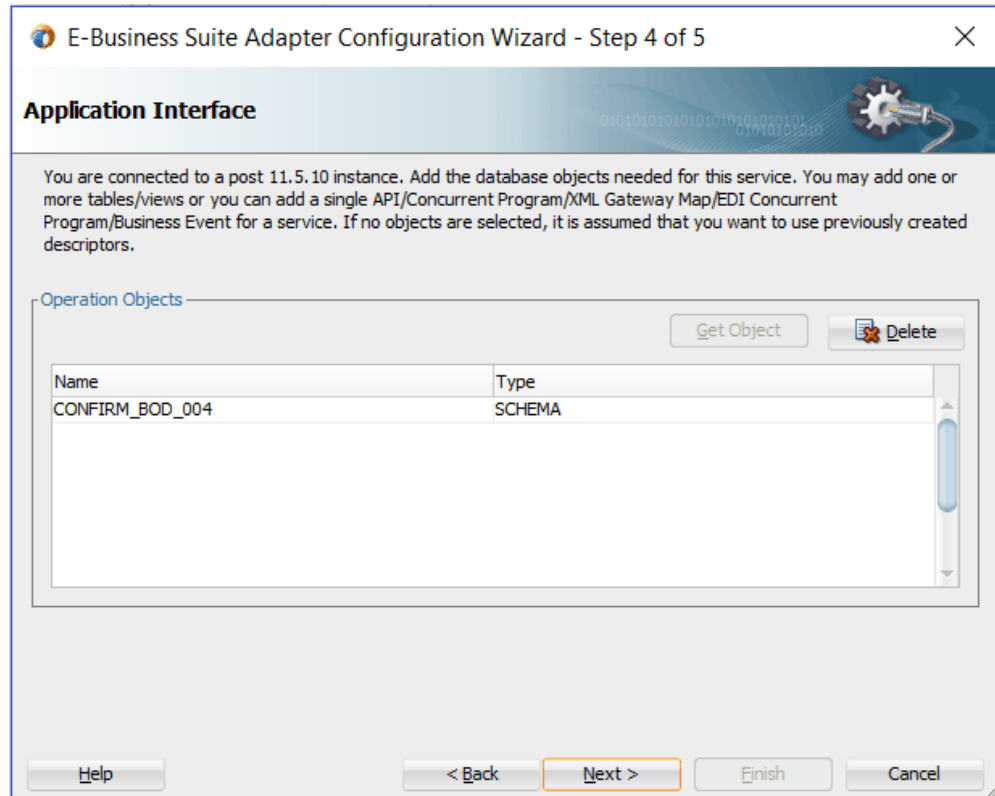 E-Business Suite Adapter Configuration Wizard - Step 4 of 5
Application Interface
01010101010101010101010101
01010101010
You are connected to a post 11.5.10 instance. Add the database objects needed for this service. You may add one or
more tables/views or you can add a single API/Concurrent Program/XML Gateway Map/EDI Concurrent
Program/Business Event for a service. If no objects are selected, it is assumed that you want to use previously created
descriptors.
Operation Objects
Get Object Delete
Name Type
CONFIRM_BOD_004 SCHEMA
Help < Back Next > Finish Cancel